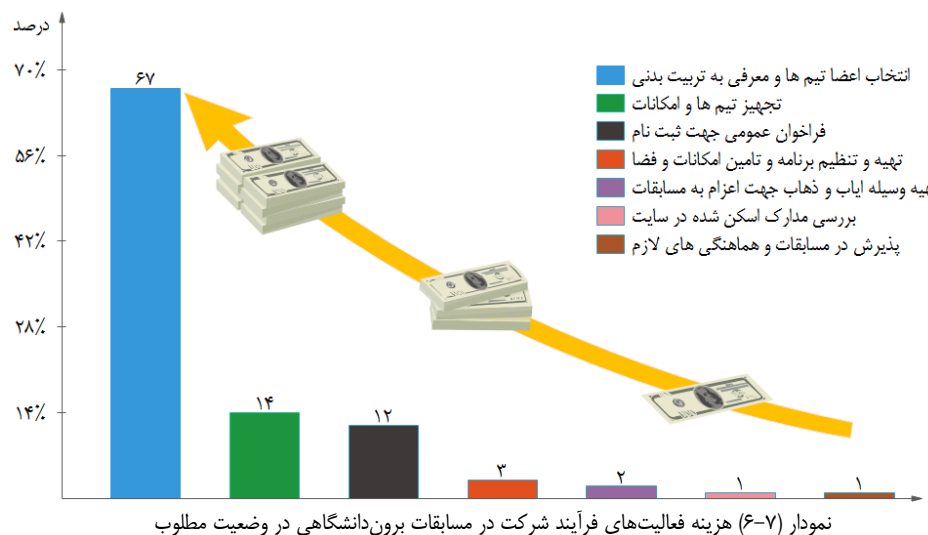 درصد
۷۰٪
۵۶٪
۴۲٪
۲۸٪
۱۴٪
۶۷
۱۴
۱۲
۳
۲
۱
۱
انتخاب اعضا تیم ها و معرفی به تربیت بدنی
تجهیز تیم ها و امکانات
فراخوان عمومی جهت ثبت نام
تهیه و تنظیم برنامه و تامین امکانات و فضا
هیه وسیله ایاب و ذهاب جهت اعزام به مسابقات
بررسی مدارک اسکن شده در سایت
پذیرش در مسابقات و هماهنگی های لازم
نمودار (۷-۶) هزینه فعالیت‌های فرآیند شرکت در مسابقات برون‌دانشگاهی در وضعیت مطلوب